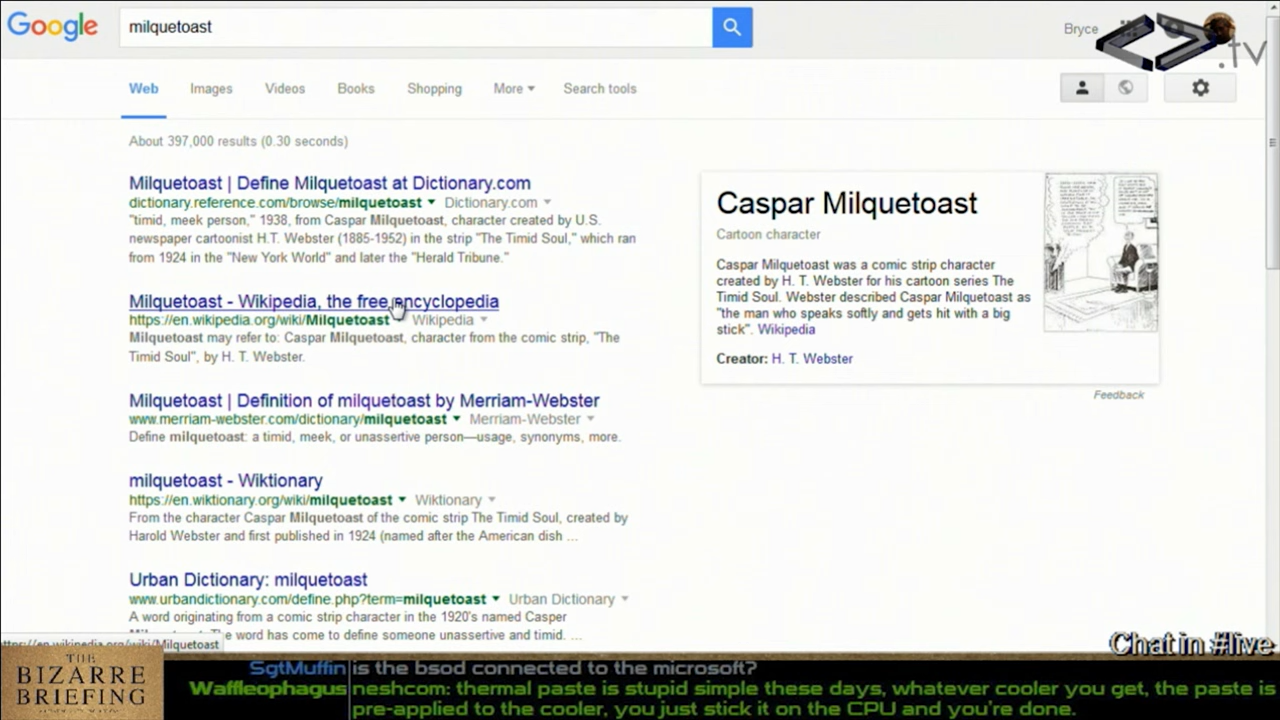 Google
milquetoast
Bryce
.tv
Web Images Videos Books Shopping More Search tools
About 397,000 results (0.30 seconds)
Milquetoast | Define Milquetoast at Dictionary.com
dictionary.reference.com/browse/milquetoast Dictionary.com
"timid, meek person," 1938, from Caspar Milquetoast, character created by U.S.
newspaper cartoonist H.T. Webster (1885-1952) in the strip "The Timid Soul," which ran
from 1924 in the "New York World" and later the "Herald Tribune."
Milquetoast - Wikipedia, the free encyclopedia
https://en.wikipedia.org/wiki/Milquetoast Wikipedia
Milquetoast may refer to: Caspar Milquetoast, character from the comic strip, "The
Timid Soul", by H. T. Webster.
Milquetoast | Definition of milquetoast by Merriam-Webster
www.merriam-webster.com/dictionary/milquetoast Merriam-Webster
Define milquetoast: a timid, meek, or unassertive person—usage, synonyms, more.
milquetoast - Wiktionary
https://en.wiktionary.org/wiki/milquetoast Wiktionary
From the character Caspar Milquetoast of the comic strip The Timid Soul, created by
Harold Webster and first published in 1924 (named after the American dish ...
Urban Dictionary: milquetoast
www.urbandictionary.com/define.php?term=milquetoast Urban Dictionary
A word originating from a comic strip character in the 1920's named Casper
word has come to define someone unassertive and timid. ...
Caspar Milquetoast
Cartoon character
Caspar Milquetoast was a comic strip character
created by H. T. Webster for his cartoon series The
Timid Soul. Webster described Caspar Milquetoast as
"the man who speaks softly and gets hit with a big
stick". Wikipedia
Creator: H. T. Webster
Feedback
https://en.wikipedia.org/wiki/Milquetoast
Chat in #live
THE
BIZARRE
BRIEFING
SgtMuffin is the bsod connected to the microsoft?
Waffleophagus neshcom: thermal paste is stupid simple these days, whatever cooler you get, the paste is
pre-applied to the cooler, you just stick it on the CPU and you're done.